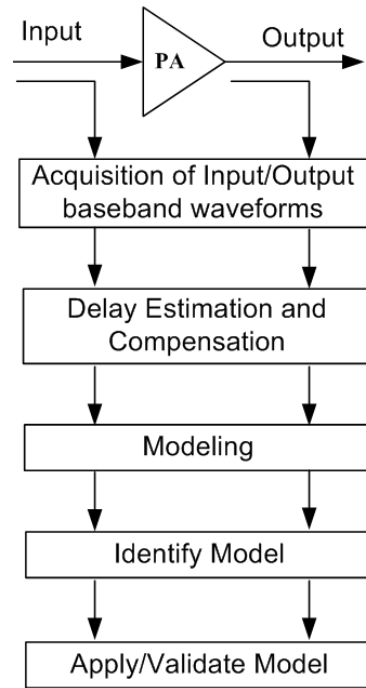 Input
PA
Output
Acquisition of Input/Output
baseband waveforms
Delay Estimation and
Compensation
Modeling
Identify Model
Apply/Validate Model